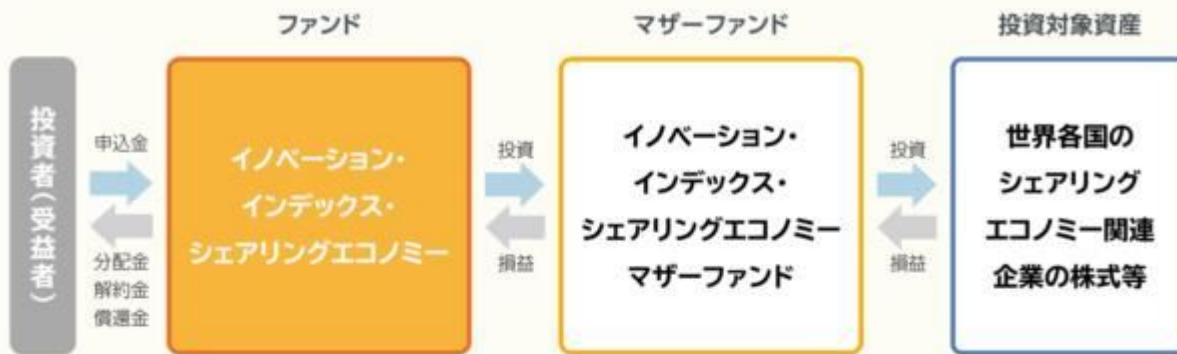 ファンド
マザーファンド
投資対象資産
投資者(受益者)
申込金
分配金
解約金
償還金
イノベーション・
インデックス・
シェアリングエコノミー
投資
損益
イノベーション・
インデックス・
シェアリングエコノミー
マザーファンド
投資
損益
世界各国の
シェアリング
エコノミー関連
企業の株式等